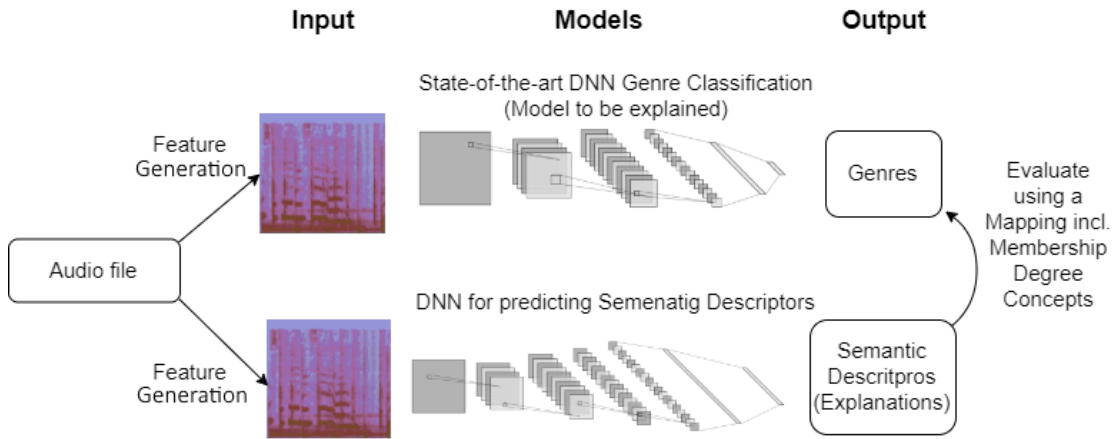 Input
Models
Output
State-of-the-art DNN Genre Classification
(Model to be explained)
Feature
Generation
Genres
Evaluate
using a
Mapping incl.
Membership
Degree
Concepts
Audio file
DNN for predicting Semenatig Descriptors
Feature
Generation
Semantic
Descritpros
(Explanations)